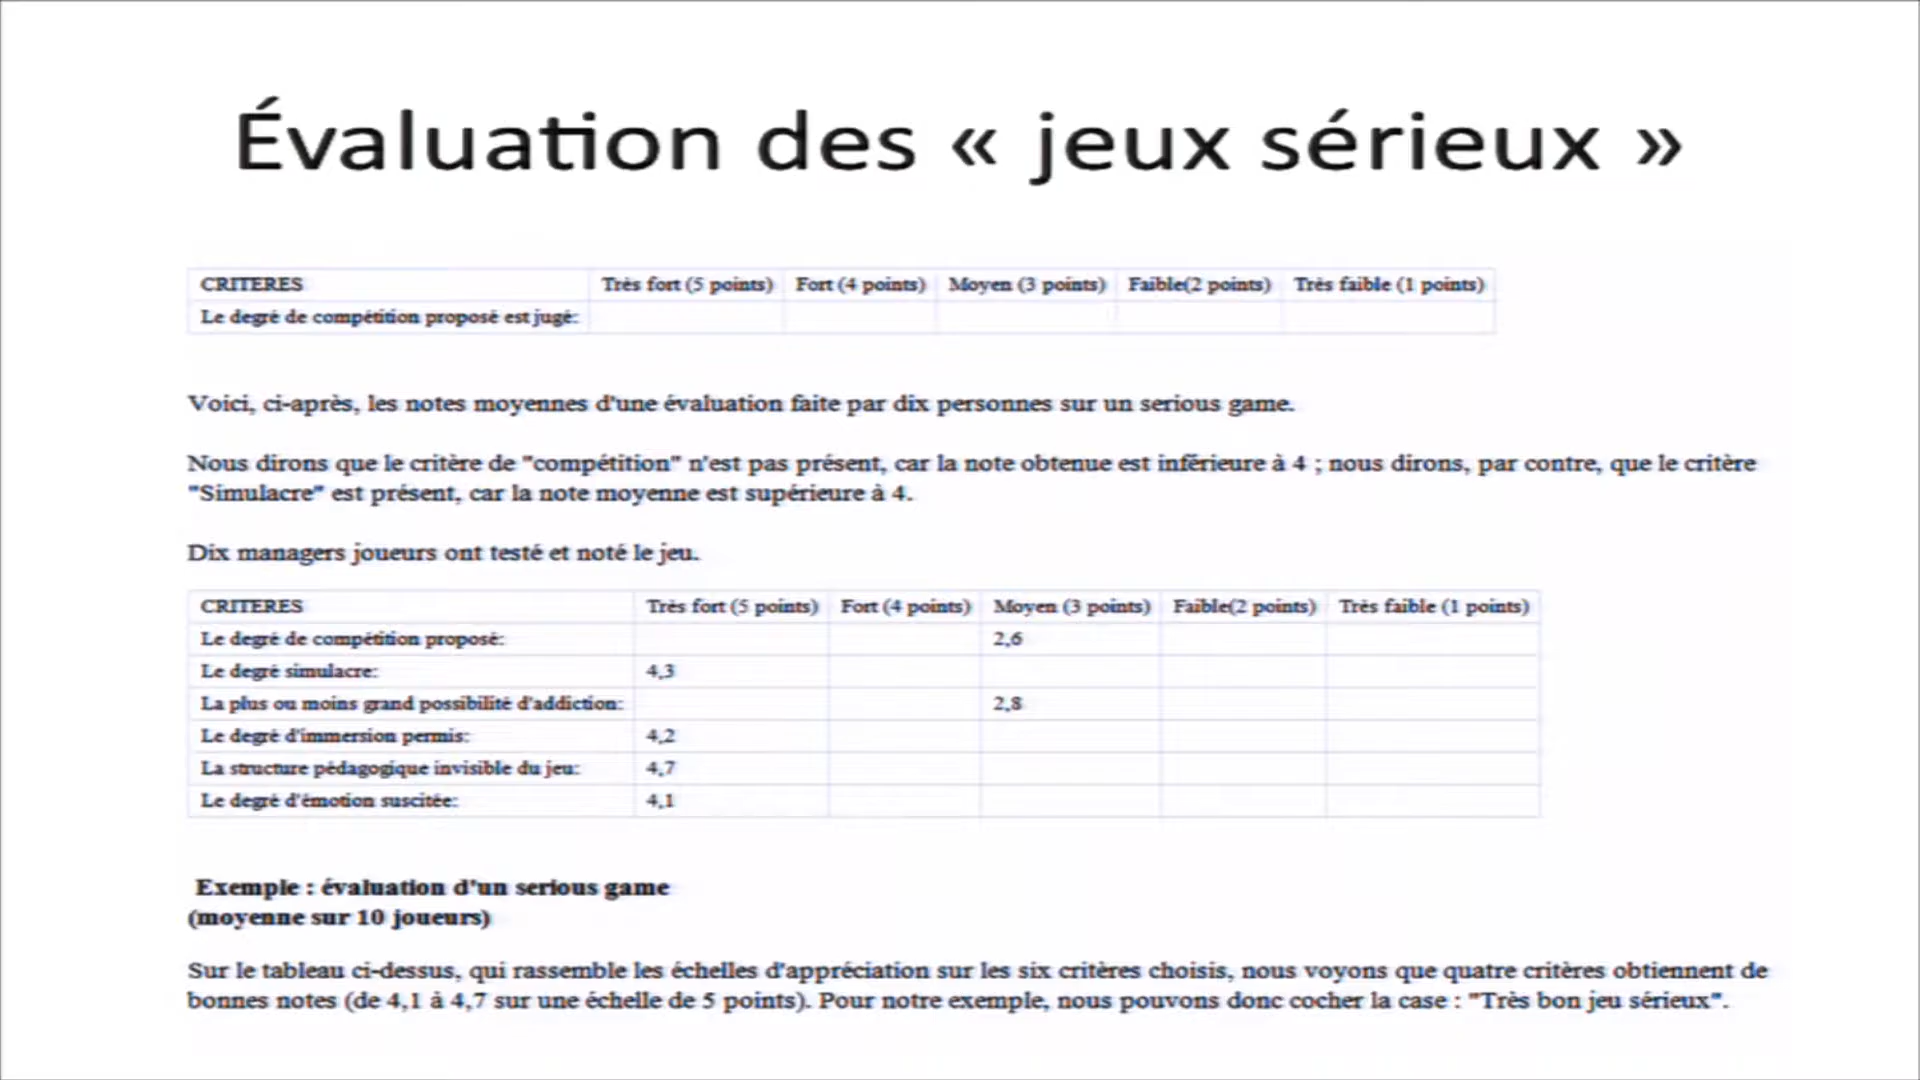 Évaluation des « jeux sérieux »
CRITERES Très fort (5 points) Fort (4 points) Moyen (3 points) Faible(2 points) Très faible (1 points)
Le degré de compétition proposé est jugé:
Voici, ci-après, les notes moyennes d'une évaluation faite par dix personnes sur un serious game.
Nous dirons que le critère de "compétition" n'est pas présent, car la note obtenue est inférieure à 4 ; nous dirons, par contre, que le critère
"Simulacre" est présent, car la note moyenne est supérieure à 4.
Dix managers joueurs ont testé et noté le jeu.
CRITERES Très fort (5 points) Fort (4 points) Moyen (3 points) Faible(2 points) Très faible (1 points)
Le degré de compétition proposé: 2,6
Le degré simulacre: 4,3
La plus ou moins grand possibilité d'addiction: 2,8
Le degré d'immersion permis: 4,2
La structure pédagogique invisible du jeu: 4,7
Le degré d'émotion suscitée: 4,1
Exemple : évaluation d'un serious game
(moyenne sur 10 joueurs)
Sur le tableau ci-dessus, qui rassemble les échelles d'appréciation sur les six critères choisis, nous voyons que quatre critères obtiennent de
bonnes notes (de 4,1 à 4,7 sur une échelle de 5 points). Pour notre exemple, nous pouvons donc cocher la case : "Très bon jeu sérieux".